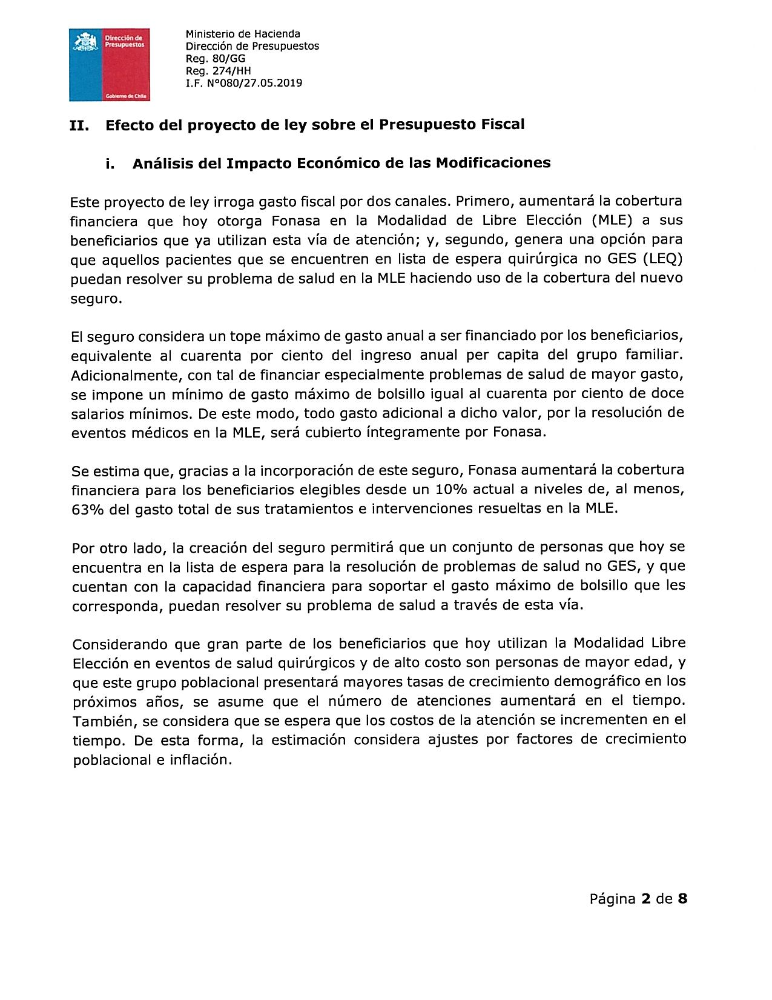 Dirección de
Presupuestos
Gobierno de Chile
Ministerio de Hacienda
Dirección de Presupuestos
Reg. 80/GG
Reg. 274/HH
I.F. N°080/27.05.2019
II. Efecto del proyecto de ley sobre el Presupuesto Fiscal
i. Análisis del Impacto Económico de las Modificaciones
Este proyecto de ley irroga gasto fiscal por dos canales. Primero, aumentará la cobertura
financiera que hoy otorga Fonasa en la Modalidad de Libre Elección (MLE) a sus
beneficiarios que ya utilizan esta vía de atención; y, segundo, genera una opción para
que aquellos pacientes que se encuentren en lista de espera quirúrgica no GES (LEQ)
puedan resolver su problema de salud en la MLE haciendo uso de la cobertura del nuevo
seguro.
El seguro considera un tope máximo de gasto anual a ser financiado por los beneficiarios,
equivalente al cuarenta por ciento del ingreso anual per capita del grupo familiar.
Adicionalmente, con tal de financiar especialmente problemas de salud de mayor gasto,
se impone un mínimo de gasto máximo de bolsillo igual al cuarenta por ciento de doce
salarios mínimos. De este modo, todo gasto adicional a dicho valor, por la resolución de
eventos médicos en la MLE, será cubierto íntegramente por Fonasa.
Se estima que, gracias a la incorporación de este seguro, Fonasa aumentará la cobertura
financiera para los beneficiarios elegibles desde un 10% actual a niveles de, al menos,
63% del gasto total de sus tratamientos e intervenciones resueltas en la MLE.
Por otro lado, la creación del seguro permitirá que un conjunto de personas que hoy se
encuentra en la lista de espera para la resolución de problemas de salud no GES, y que
cuentan con la capacidad financiera para soportar el gasto máximo de bolsillo que les
corresponda, puedan resolver su problema de salud a través de esta vía.
Considerando que gran parte de los beneficiarios que hoy utilizan la Modalidad Libre
Elección en eventos de salud quirúrgicos y de alto costo son personas de mayor edad, y
que este grupo poblacional presentará mayores tasas de crecimiento demográfico en los
próximos años, se asume que el número de atenciones aumentará en el tiempo.
También, se considera que se espera que los costos de la atención se incrementen en el
tiempo. De esta forma, la estimación considera ajustes por factores de crecimiento
poblacional e inflación.
Página 2 de 8